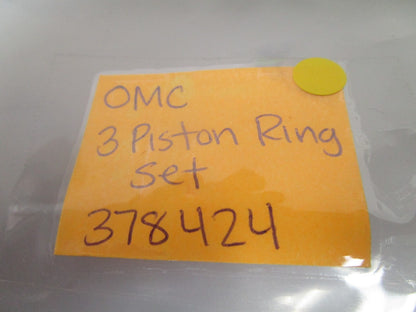 OMC
3 Piston Ring
set
378424